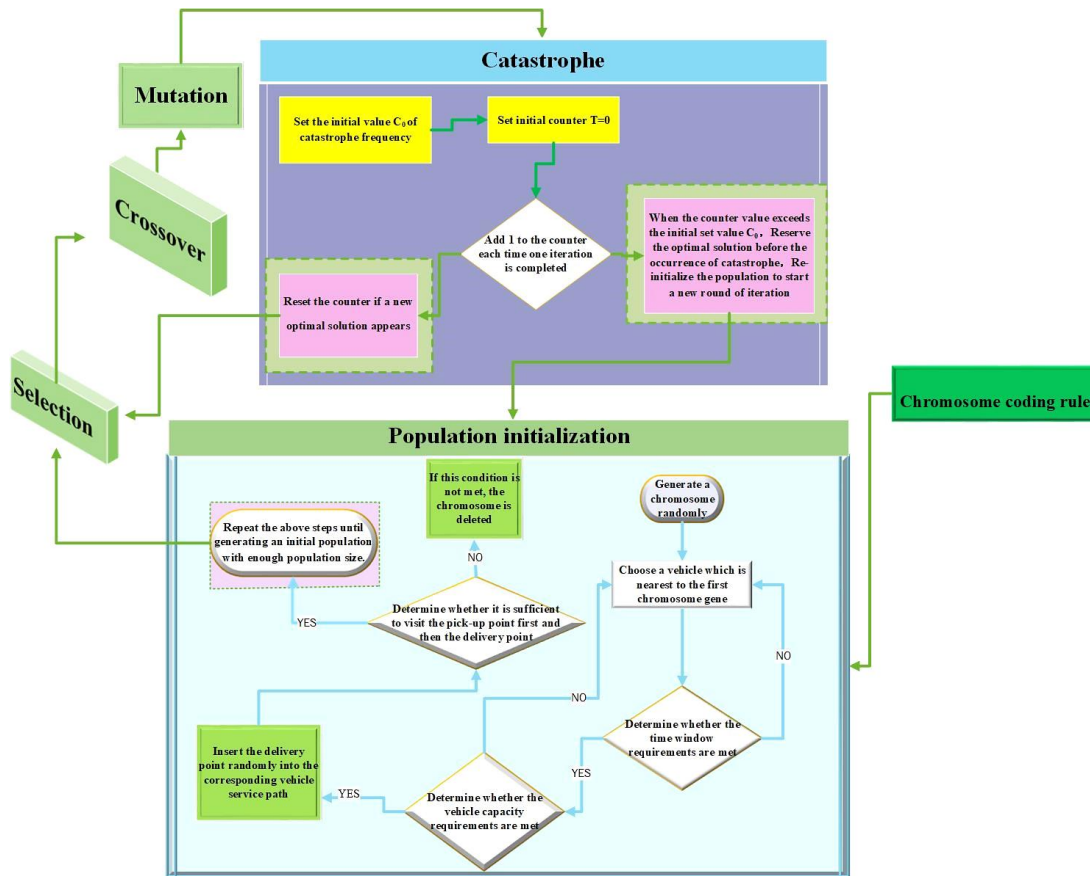 Catastrophe
Mutation
Set the initial value C₀ of
catastrophe frequency
Set initial counter T=0
Crossover
When the counter value exceeds
the initial set value C₀, Reserve
the optimal solution before the
occurrence of catastrophe, Re-
initialize the population to start
a new round of iteration
Add 1 to the counter
each time one iteration
is completed
Reset the counter if a new
optimal solution appears
Selection
Chromosome coding rule
Population initialization
If this condition is
not met, the
chromosome is
deleted
Generate a
chromosome
randomly
Repeat the above steps until
generating an initial population
with enough population size.
NO
Choose a vehicle which is
nearest to the first
chromosome gene
Determine whether it is sufficient
to visit the pick-up point first and
then the delivery point
YES
NO
NO
Determine whether the
time window
requirements are met
Insert the delivery
point randomly into the
corresponding vehicle
service path
YES
YES
Determine whether the
vehicle capacity
requirements are met